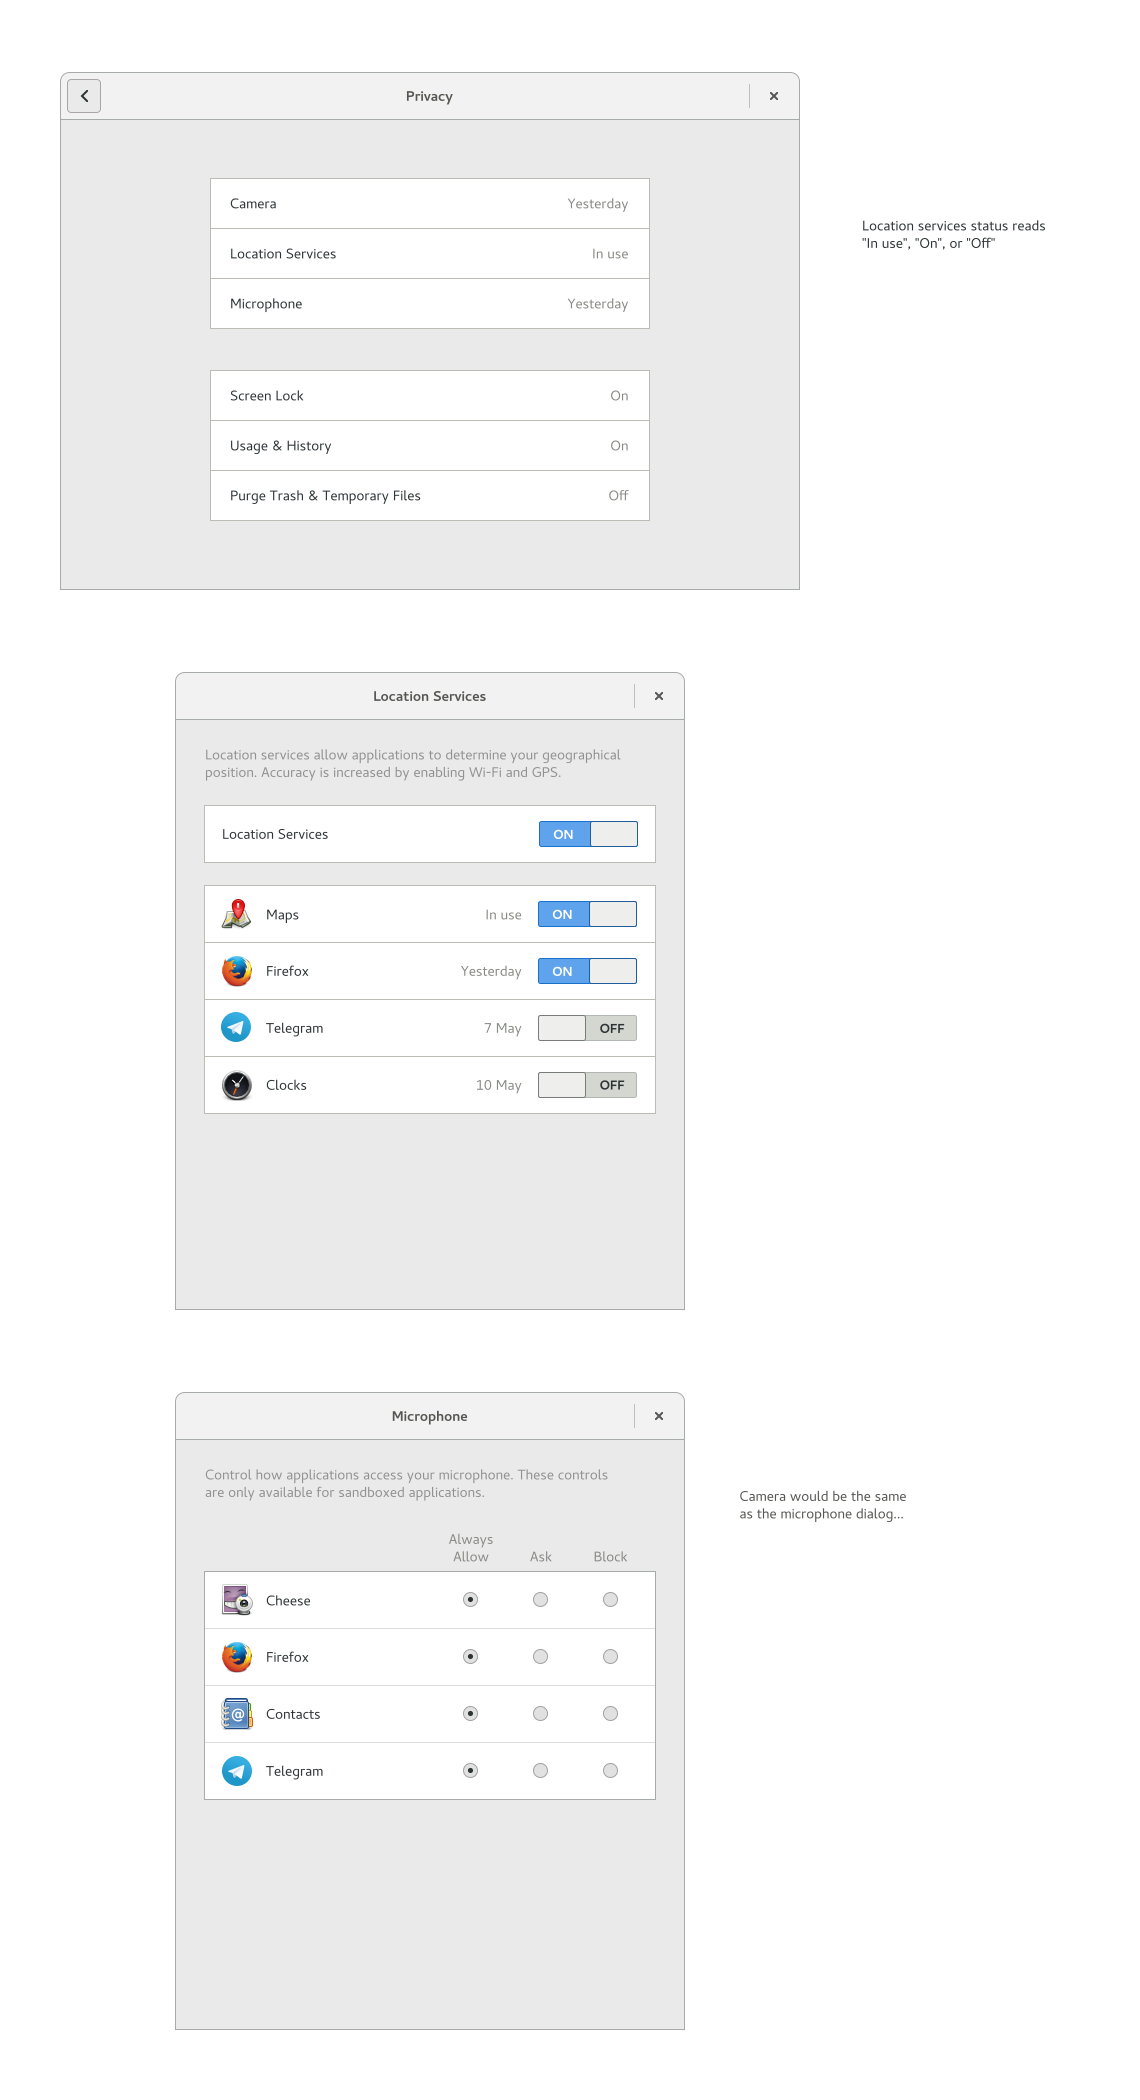 Privacy
Camera Yesterday
Location Services In use
Microphone Yesterday
Location services status reads
"In use", "On", or "Off"
Screen Lock On
Usage & History On
Purge Trash & Temporary Files Off
Location Services
Location services allow applications to determine your geographical
position. Accuracy is increased by enabling Wi-Fi and GPS.
Location Services ON
Maps In use ON
Firefox Yesterday ON
Telegram 7 May OFF
Clocks 10 May OFF
Microphone
Control how applications access your microphone. These controls
are only available for sandboxed applications.
Camera would be the same
as the microphone dialog...
Always
Allow Ask Block
Cheese
Firefox
Contacts
Telegram